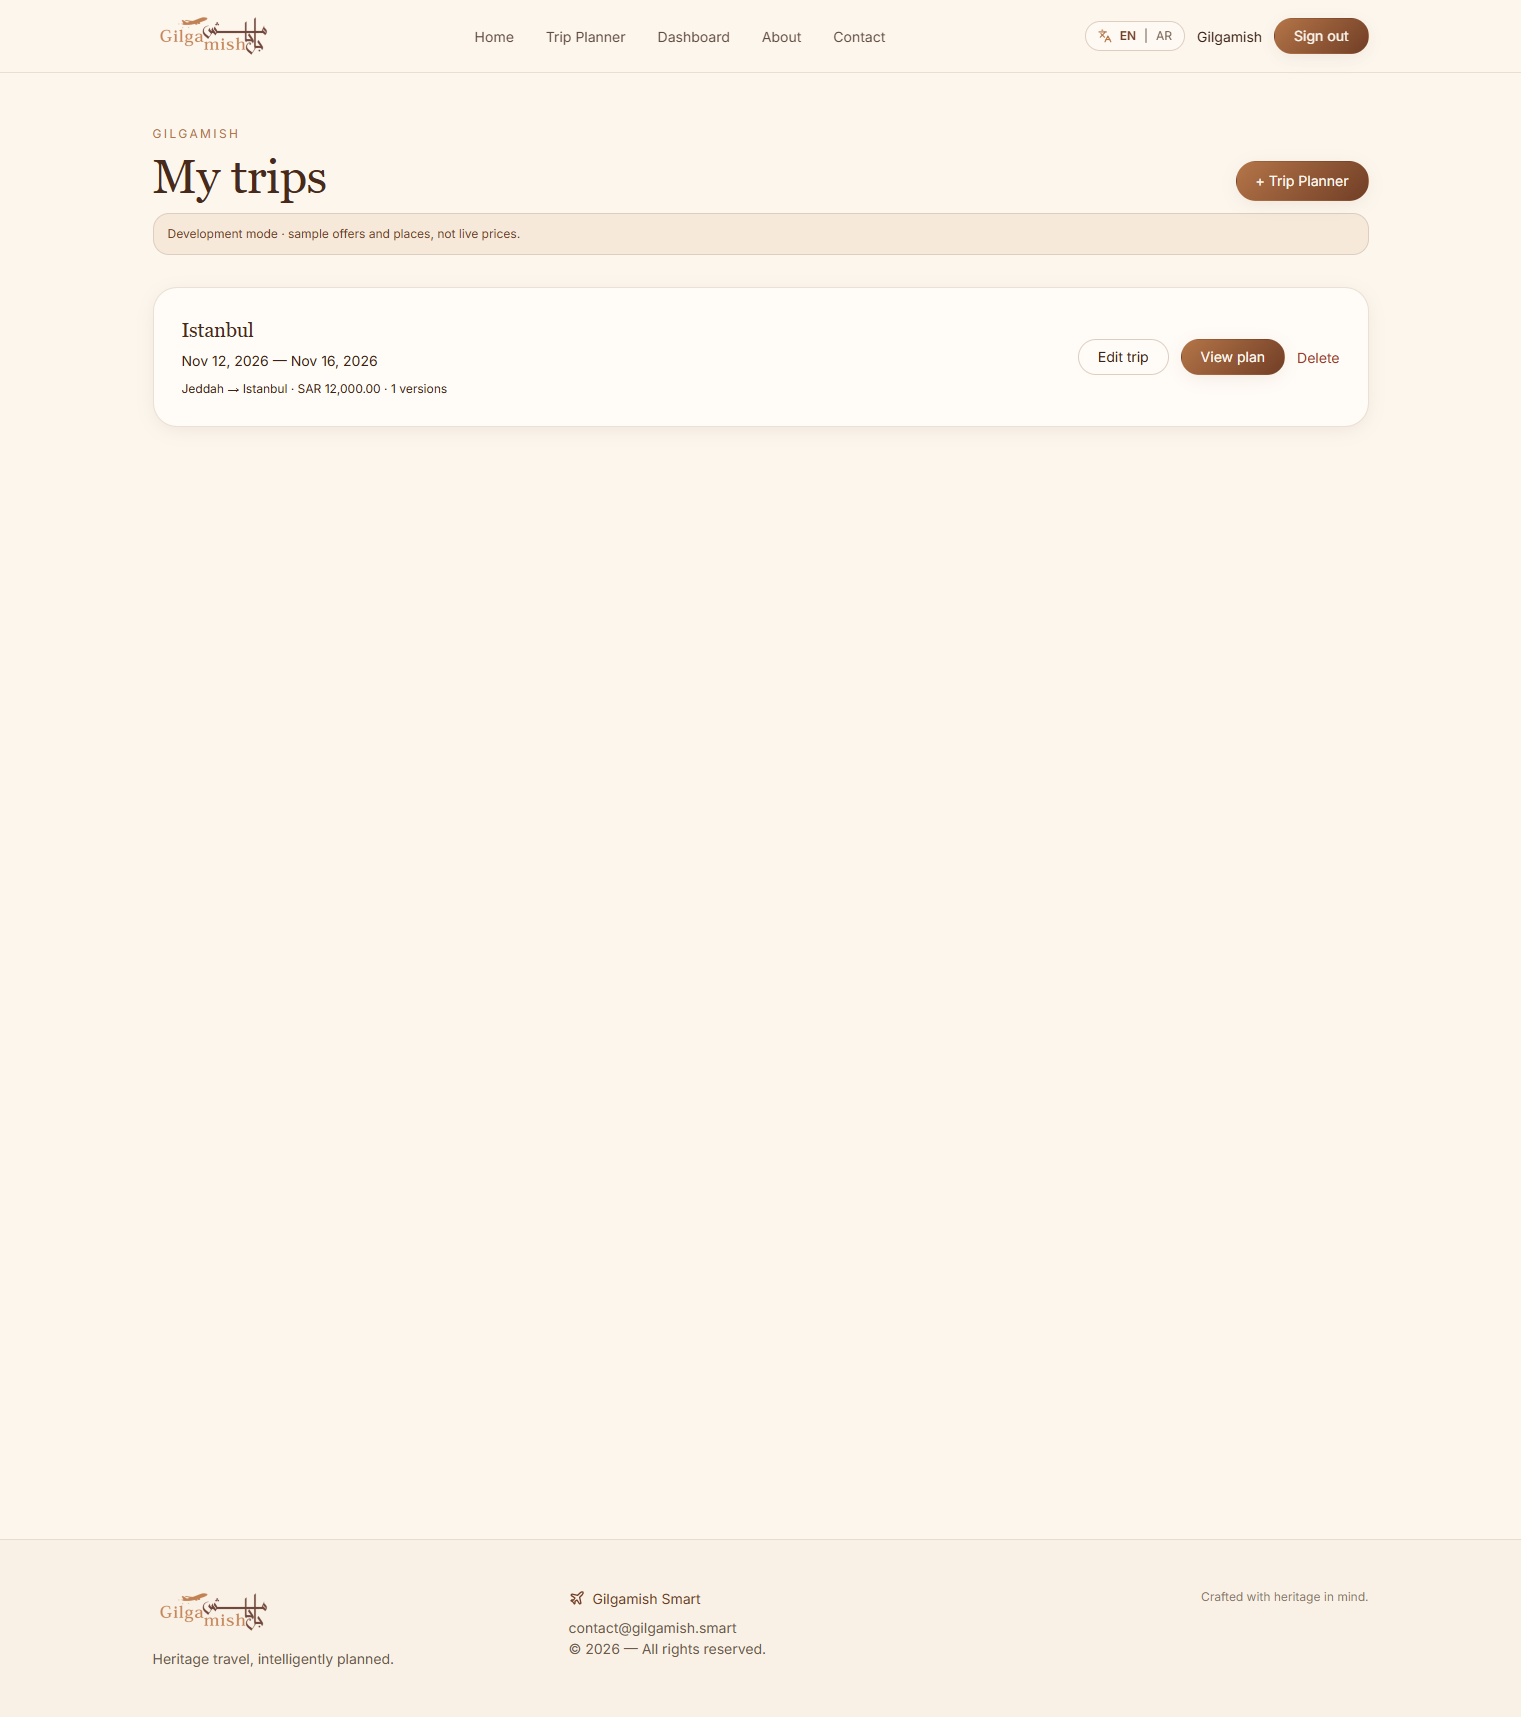 Gilgamish جلجامش
Home Trip Planner Dashboard About Contact
EN | AR Gilgamish Sign out
GILGAMISH
My trips
+ Trip Planner
Development mode · sample offers and places, not live prices.
Istanbul
Nov 12, 2026 — Nov 16, 2026
Jeddah → Istanbul · SAR 12,000.00 · 1 versions
Edit trip View plan Delete
Gilgamish جلجامش
Heritage travel, intelligently planned.
Gilgamish Smart
contact@gilgamish.smart
© 2026 — All rights reserved.
Crafted with heritage in mind.